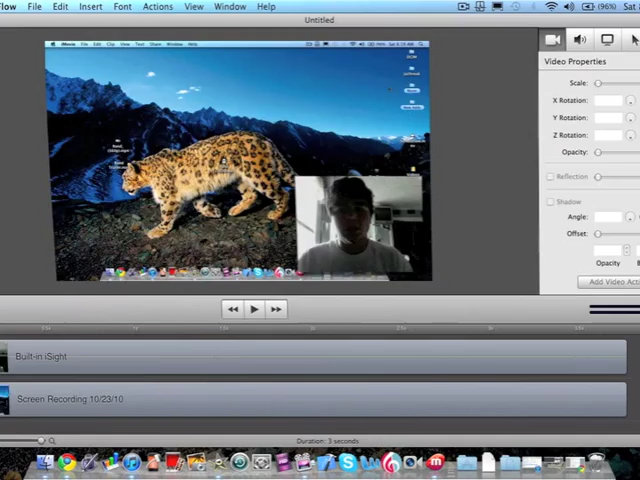 Flow File Edit Insert Font Actions View Window Help (96%) Sat
Untitled
Video Properties
Scale:
X Rotation:
Y Rotation:
Z Rotation:
Opacity:
Reflection
Shadow
Angle:
Offset:
Opacity
Add Video Acti
Built-in iSight
Screen Recording 10/23/10
Duration: 3 seconds